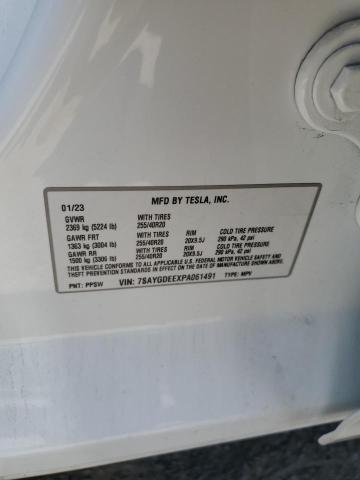 01/23 MFD BY TESLA, INC.
GVWR WITH TIRES
2369 kg (5224 lb) 255/40R20
GAWR FRT WITH TIRES RIM COLD TIRE PRESSURE
1363 kg (3004 lb) 255/40R20 20X9.5J 290 kPa, 42 psi
GAWR RR WITH TIRES RIM COLD TIRE PRESSURE
1500 kg (3306 lb) 255/40R20 20X9.5J 290 kPa, 42 psi
THIS VEHICLE CONFORMS TO ALL APPLICABLE U.S. FEDERAL MOTOR VEHICLE SAFETY
AND THEFT PREVENTION STANDARDS IN EFFECT ON THE DATE OF MANUFACTURE SHOWN ABOVE.
PNT: PPSW VIN: 7SAYGDEEXPA061491 TYPE: MPV